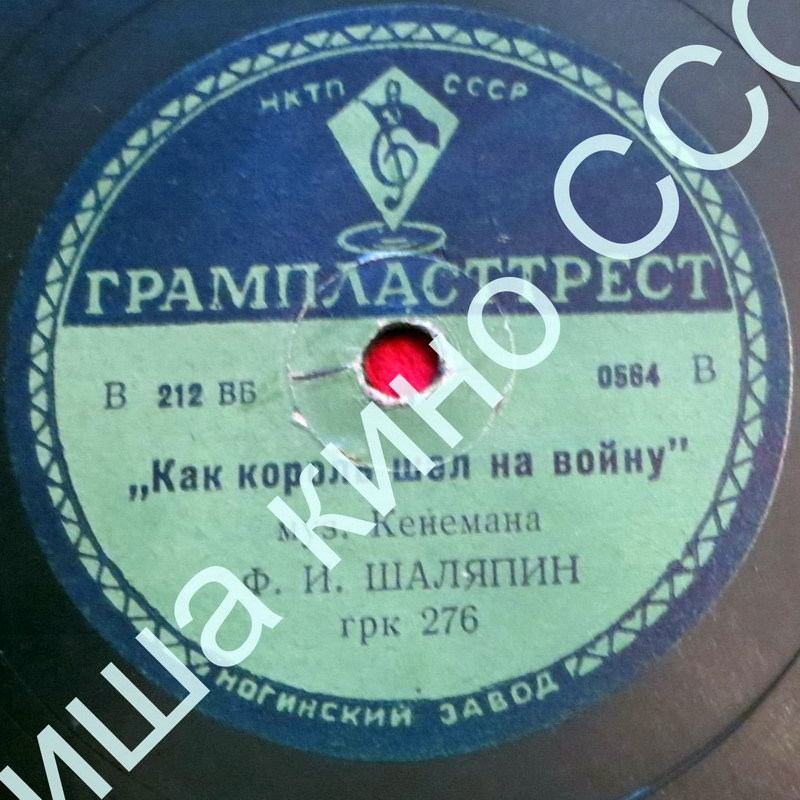 НКТП СССР
ГРАМПЛАСТТРЕСТ
В 212 ВБ 0564 В
„Как король шел на войну"
муз. Кенемана
Ф. И. ШАЛЯПИН
грк 276
НОГИНСКИЙ ЗАВОД
иша кино ССС